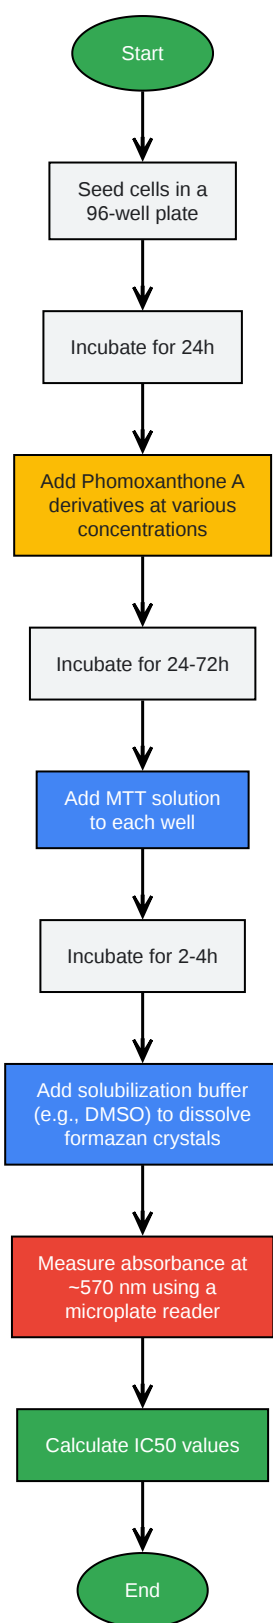 Start
Seed cells in a
96-well plate
Incubate for 24h
Add Phomoxanthone A
derivatives at various
concentrations
Incubate for 24-72h
Add MTT solution
to each well
Incubate for 2-4h
Add solubilization buffer
(e.g., DMSO) to dissolve
formazan crystals
Measure absorbance at
~570 nm using a
microplate reader
Calculate IC50 values
End